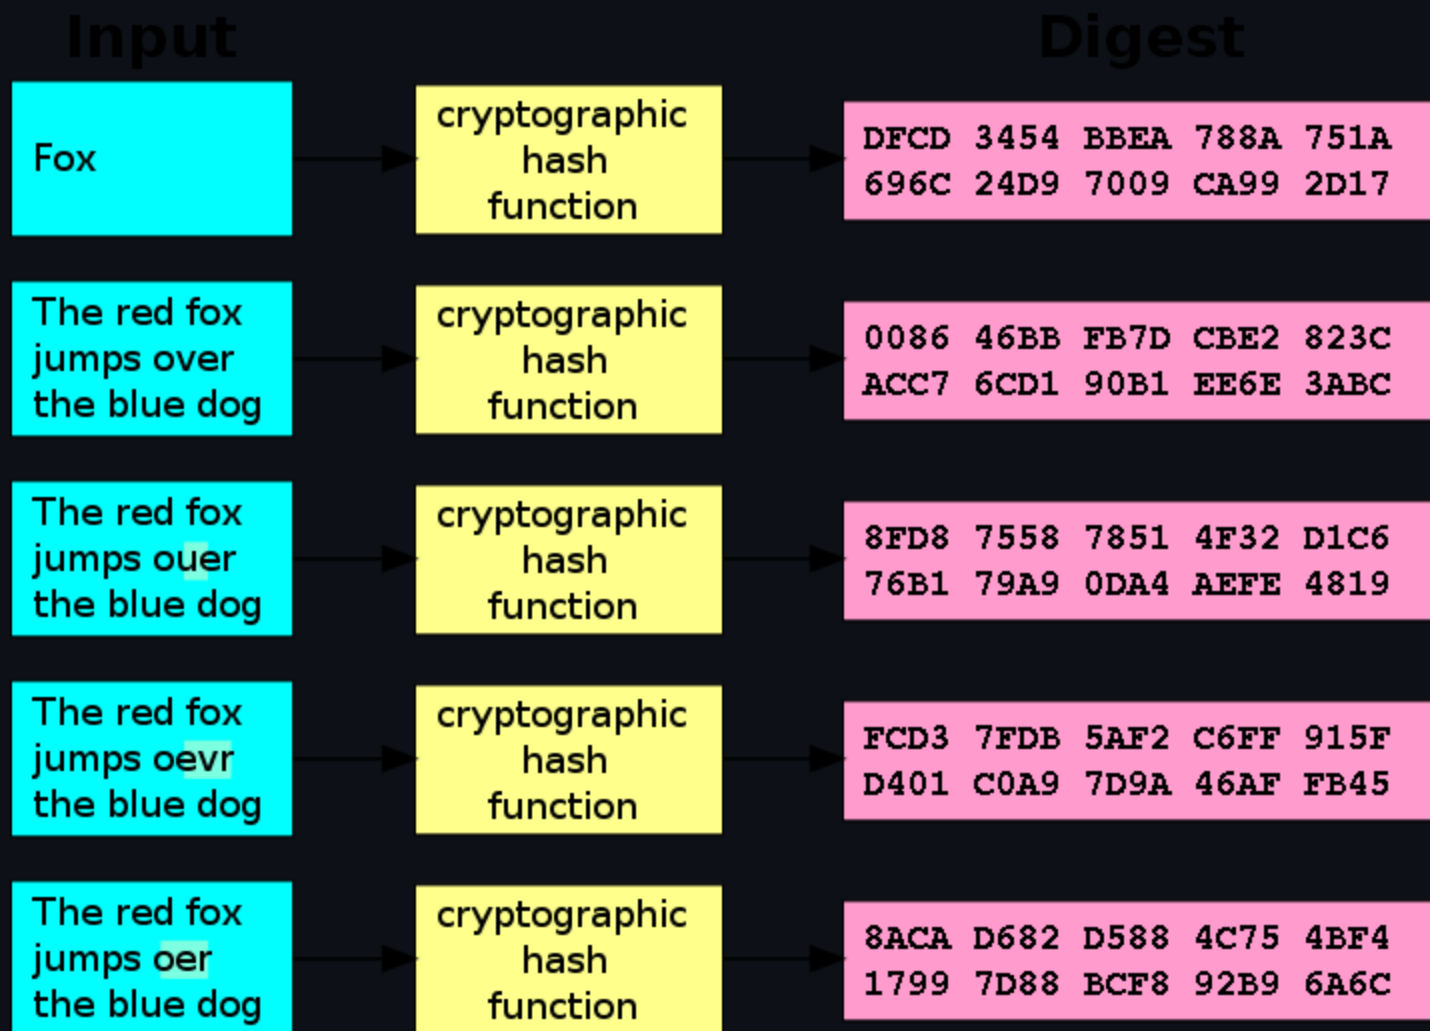 Input
Digest
Fox
cryptographic
hash
function
DFCD 3454 BBEA 788A 751A
696C 24D9 7009 CA99 2D17
The red fox
jumps over
the blue dog
cryptographic
hash
function
0086 46BB FB7D CBE2 823C
ACC7 6CD1 90B1 EE6E 3ABC
The red fox
jumps ouer
the blue dog
cryptographic
hash
function
8FD8 7558 7851 4F32 D1C6
76B1 79A9 0DA4 AEFE 4819
The red fox
jumps oevr
the blue dog
cryptographic
hash
function
FCD3 7FDB 5AF2 C6FF 915F
D401 C0A9 7D9A 46AF FB45
The red fox
jumps oer
the blue dog
cryptographic
hash
function
8ACA D682 D588 4C75 4BF4
1799 7D88 BCF8 92B9 6A6C